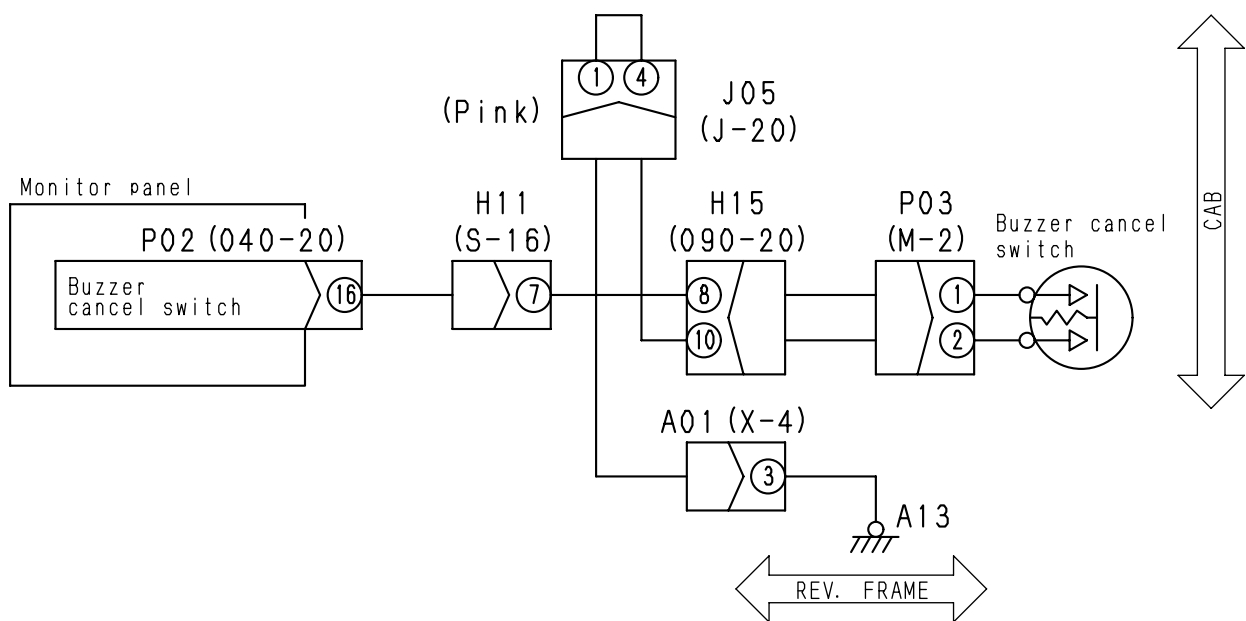 1 4
(Pink)
J05
(J-20)
Monitor panel
P02 (040-20)
Buzzer
cancel switch
16
H11
(S-16)
7
H15
(090-20)
8
10
P03
(M-2)
1
2
Buzzer cancel
switch
CAB
A01 (X-4)
3
A13
REV. FRAME